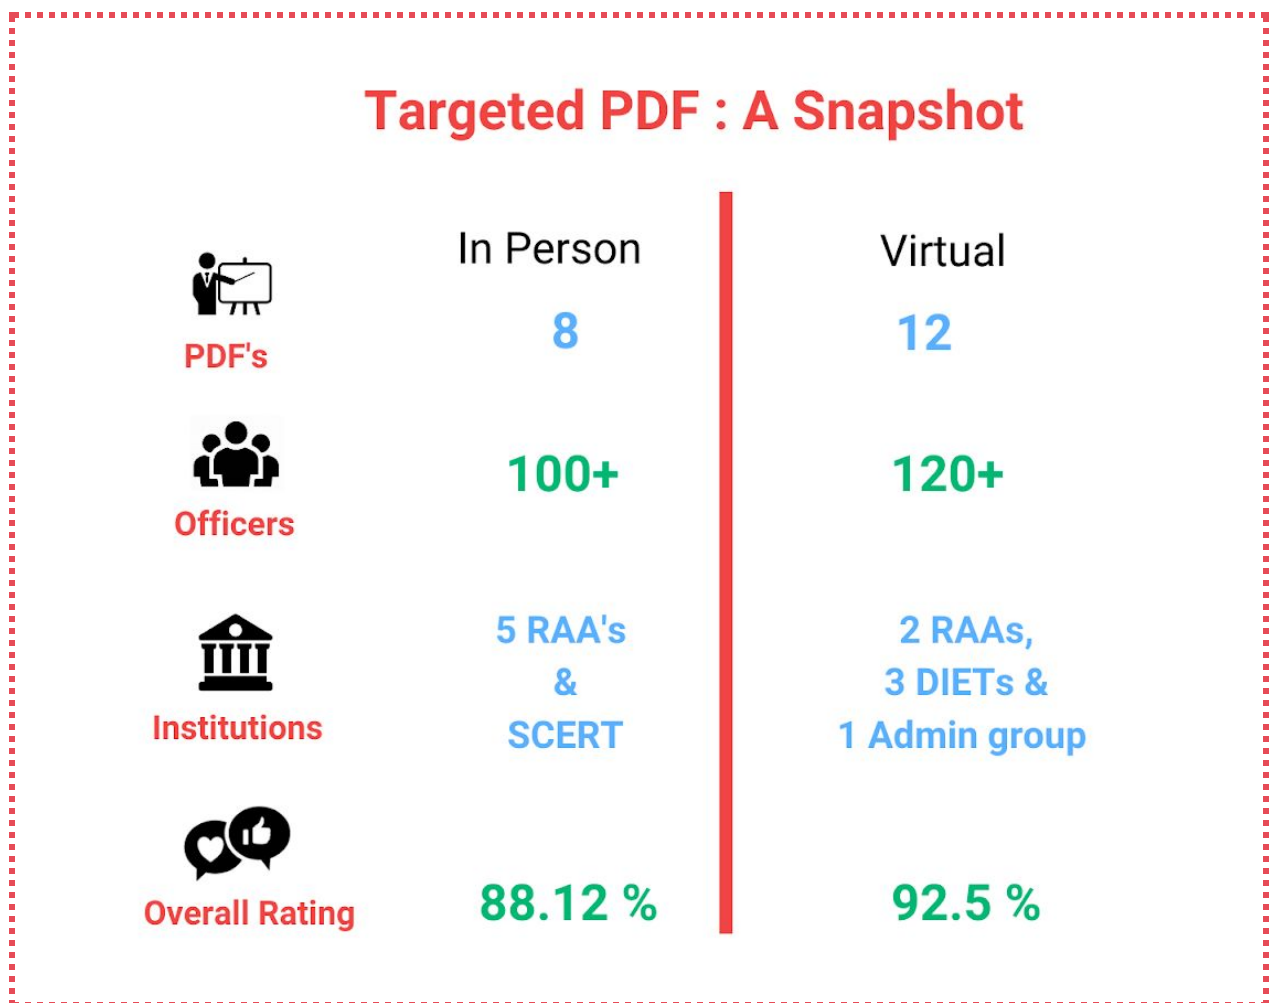 Targeted PDF : A Snapshot
In Person
Virtual
PDF's
8
12
Officers
100+
120+
Institutions
5 RAA's
&
SCERT
2 RAAs,
3 DIETs &
1 Admin group
Overall Rating
88.12 %
92.5 %